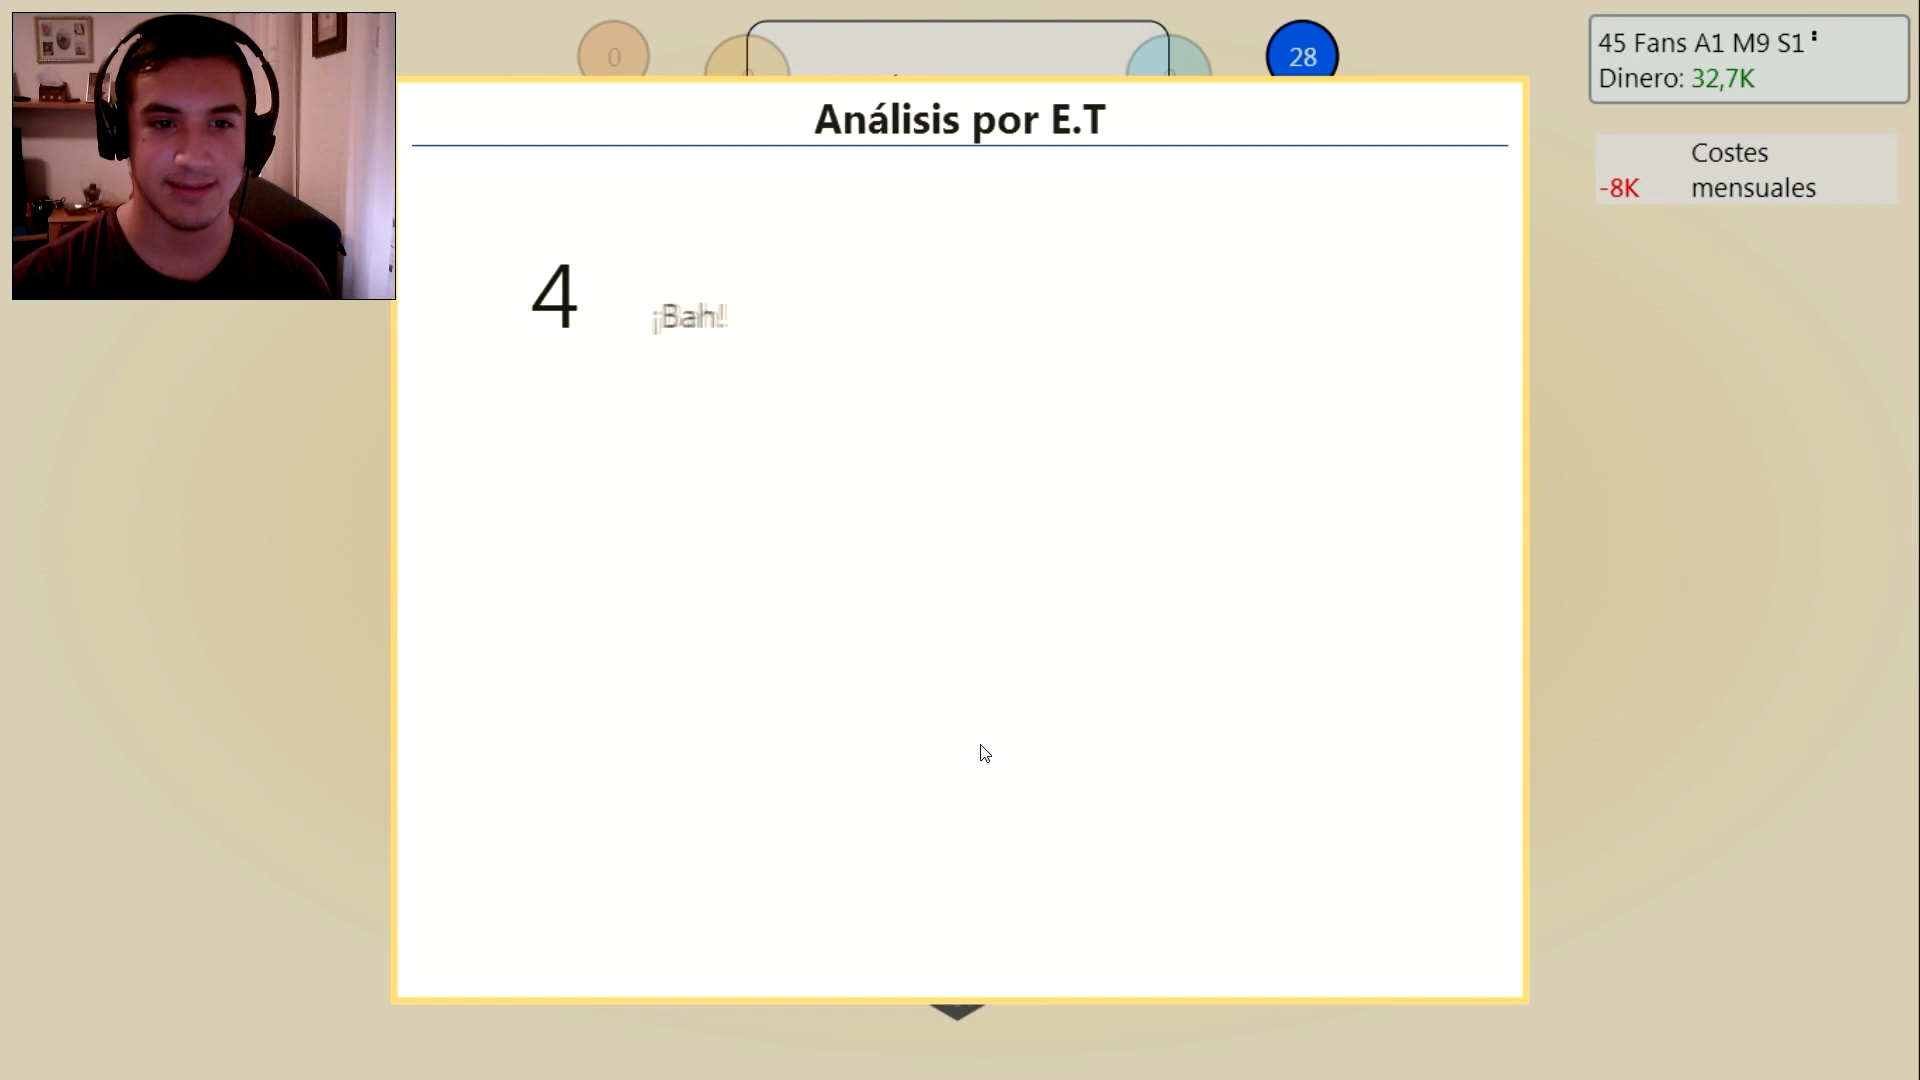 0
28
45 Fans A1 M9 S1
Dinero: 32,7K
Costes
-8K mensuales
Análisis por E.T
4
¡Bah!